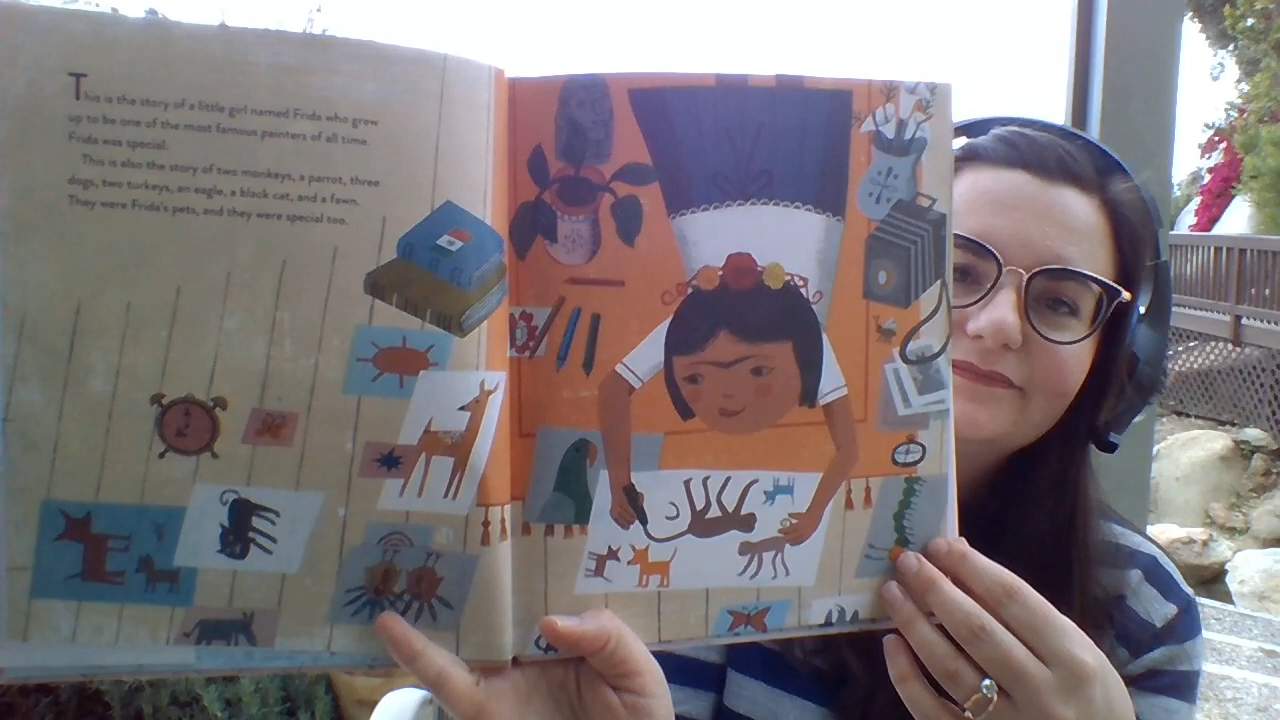 This is the story of a little girl named Frida who grew
up to be one of the most famous painters of all time.
Frida was special.
This is also the story of two monkeys, a parrot, three
dogs, two turkeys, an eagle, a black cat, and a fawn.
They were Frida's pets, and they were special too.